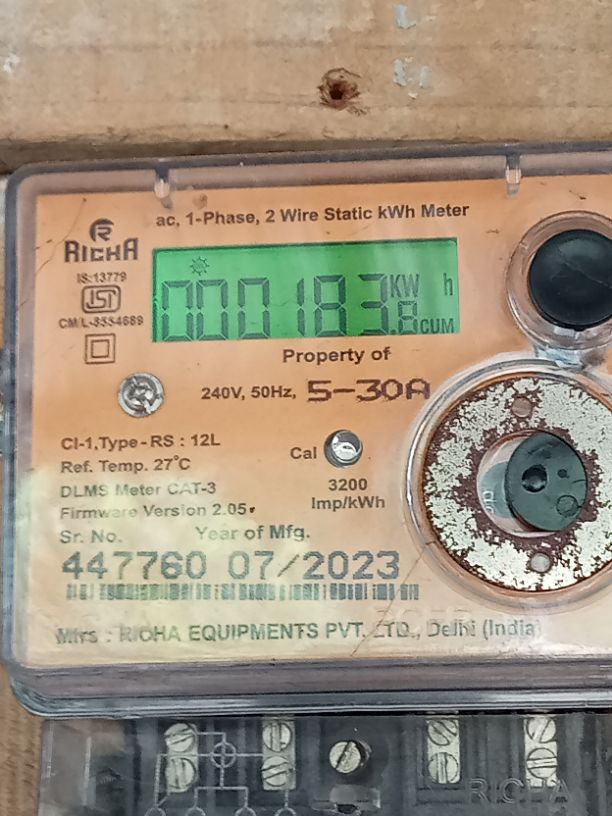 ac, 1-Phase, 2 Wire Static kWh Meter
RICHA
IS:13779
ISI
CM/L-8554689
000183.8 KW h
CUM
Property of
240V, 50Hz, 5-30A
Cl-1,Type-RS : 12L
Ref. Temp. 27°C
DLMS Meter CAT-3
Firmware Version 2.05
Cal
3200
Imp/kWh
Sr. No. Year of Mfg.
447760 07/2023
Mfrs : RICHA EQUIPMENTS PVT. LTD., Delhi (India)
RICHA